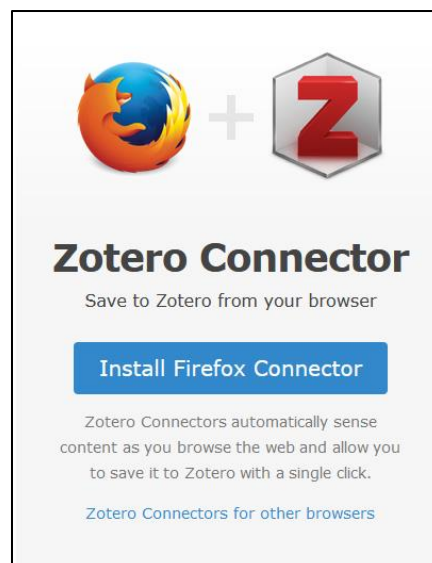 Z
Zotero Connector
Save to Zotero from your browser
Install Firefox Connector
Zotero Connectors automatically sense
content as you browse the web and allow you
to save it to Zotero with a single click.
Zotero Connectors for other browsers